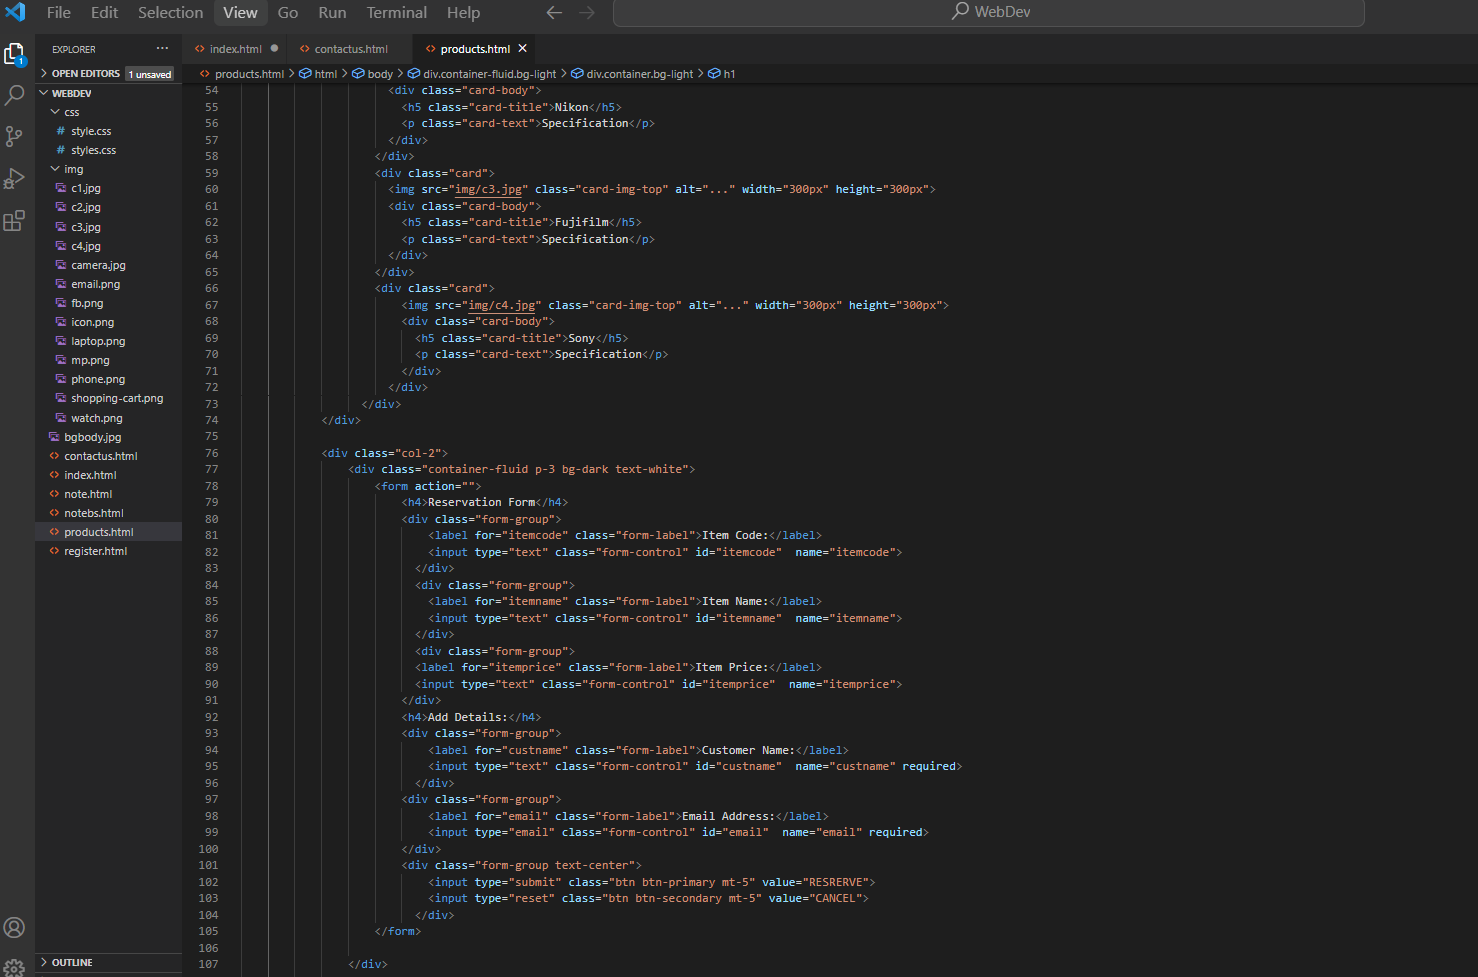 File Edit Selection View Go Run Terminal Help
WebDev
EXPLORER
index.html contactus.html products.html
OPEN EDITORS 1 unsaved
products.html > html > body > div.container-fluid.bg-light > div.container.bg-light > h1
1
WEBDEV
css
style.css
styles.css
img
c1.jpg
c2.jpg
c3.jpg
c4.jpg
camera.jpg
email.png
fb.png
icon.png
laptop.png
mp.png
phone.png
shopping-cart.png
watch.png
bgbody.jpg
contactus.html
index.html
note.html
notebs.html
products.html
register.html
OUTLINE
54 <div class="card-body">
55 <h5 class="card-title">Nikon</h5>
56 <p class="card-text">Specification</p>
57 </div>
58 </div>
59 <div class="card">
60 <img src="img/c3.jpg" class="card-img-top" alt="..." width="300px" height="300px">
61 <div class="card-body">
62 <h5 class="card-title">Fujifilm</h5>
63 <p class="card-text">Specification</p>
64 </div>
65 </div>
66 <div class="card">
67 <img src="img/c4.jpg" class="card-img-top" alt="..." width="300px" height="300px">
68 <div class="card-body">
69 <h5 class="card-title">Sony</h5>
70 <p class="card-text">Specification</p>
71 </div>
72 </div>
73 </div>
74 </div>
75
76 <div class="col-2">
77 <div class="container-fluid p-3 bg-dark text-white">
78 <form action="">
79 <h4>Reservation Form</h4>
80 <div class="form-group">
81 <label for="itemcode" class="form-label">Item Code:</label>
82 <input type="text" class="form-control" id="itemcode"  name="itemcode">
83 </div>
84 <div class="form-group">
85 <label for="itemname" class="form-label">Item Name:</label>
86 <input type="text" class="form-control" id="itemname"  name="itemname">
87 </div>
88 <div class="form-group">
89 <label for="itemprice" class="form-label">Item Price:</label>
90 <input type="text" class="form-control" id="itemprice"  name="itemprice">
91 </div>
92 <h4>Add Details:</h4>
93 <div class="form-group">
94 <label for="custname" class="form-label">Customer Name:</label>
95 <input type="text" class="form-control" id="custname"  name="custname" required>
96 </div>
97 <div class="form-group">
98 <label for="email" class="form-label">Email Address:</label>
99 <input type="email" class="form-control" id="email"  name="email" required>
100 </div>
101 <div class="form-group text-center">
102 <input type="submit" class="btn btn-primary mt-5" value="RESRERVE">
103 <input type="reset" class="btn btn-secondary mt-5" value="CANCEL">
104 </div>
105 </form>
106
107 </div>